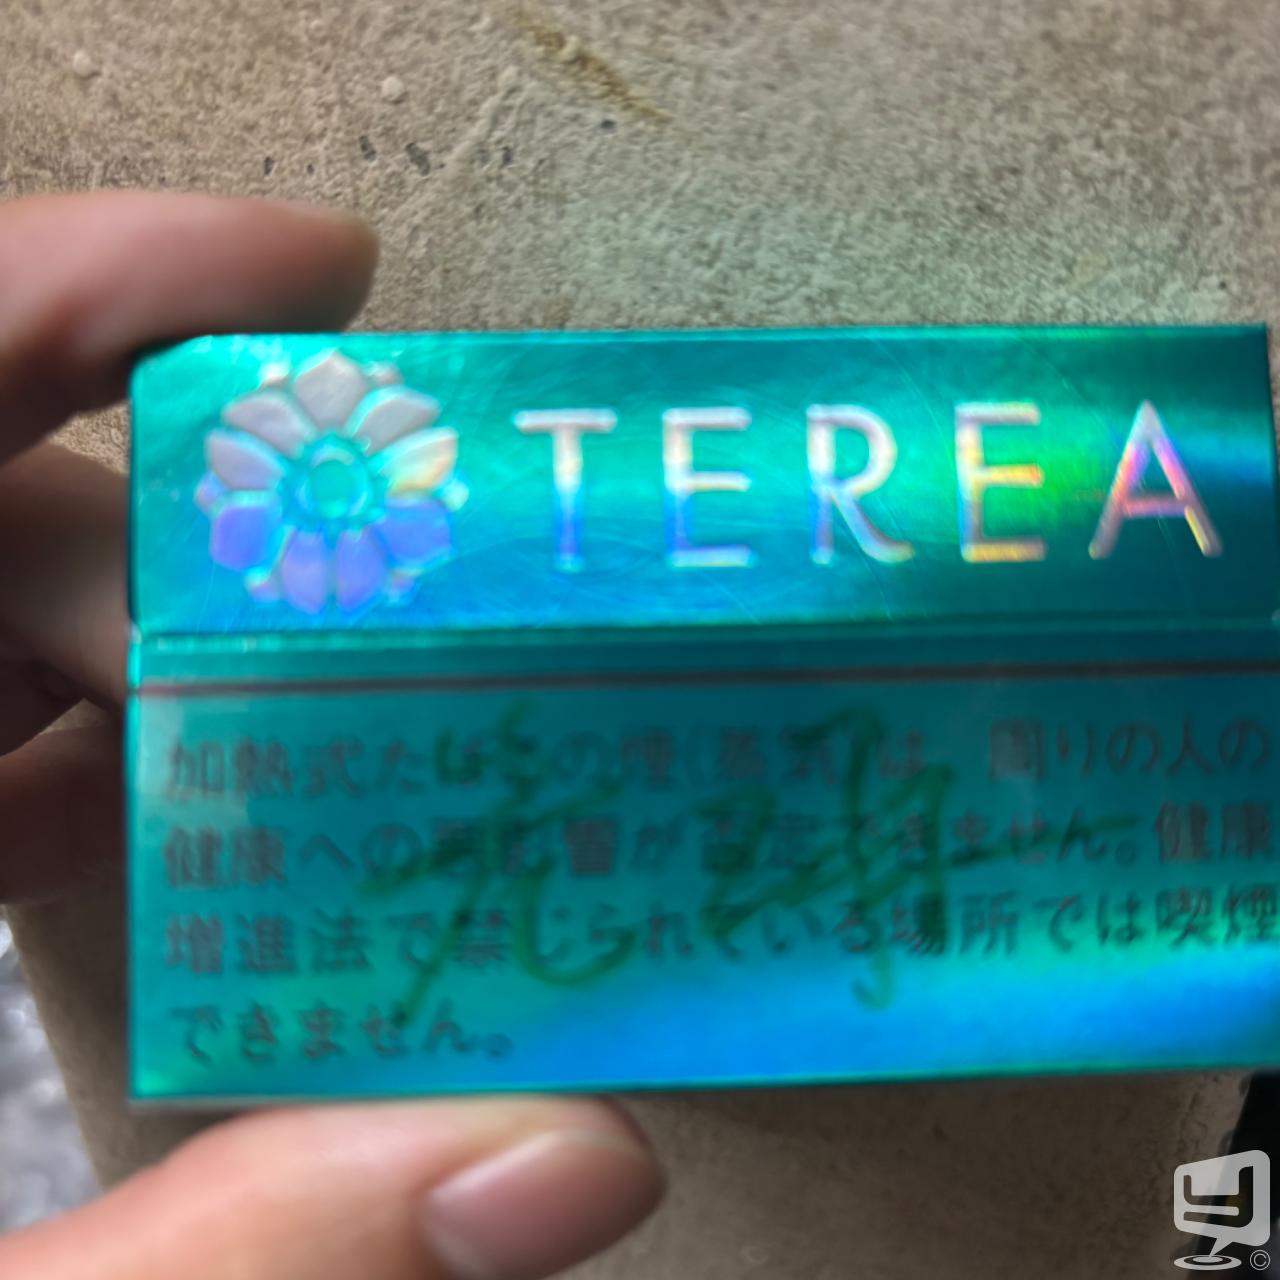 TEREA
加熱式たばこの煙(蒸気)は、周りの人の
健康への悪影響が否定できません。健康
増進法で禁じられている場所では喫煙
できません。